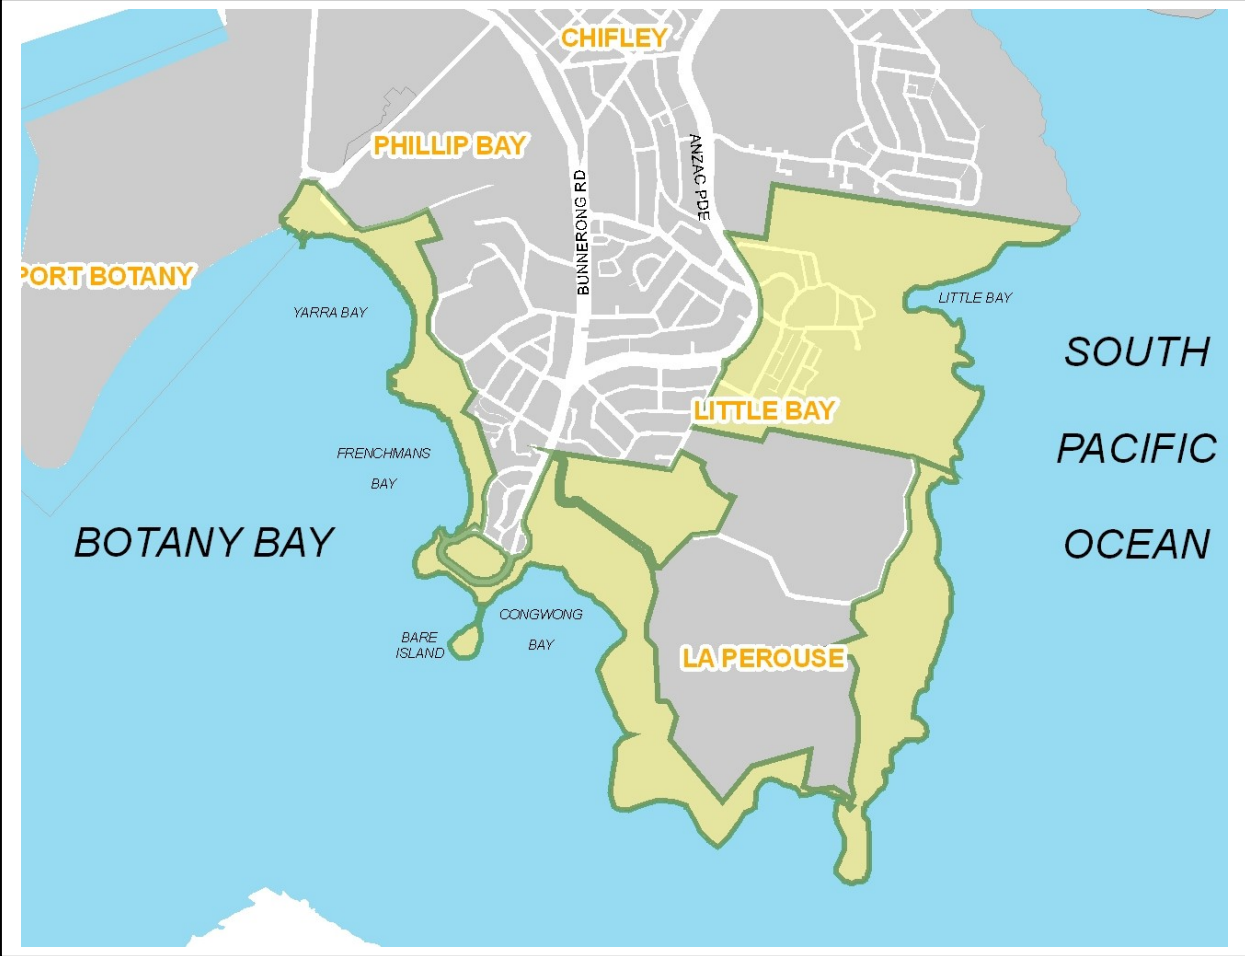 CHIFLEY
PHILLIP BAY
ANZAC PDE
BUNNERONG RD
PORT BOTANY
YARRA BAY
LITTLE BAY
SOUTH
PACIFIC
OCEAN
LITTLE BAY
FRENCHMANS
BAY
BOTANY BAY
CONGWONG
BAY
BARE
ISLAND
LA PEROUSE